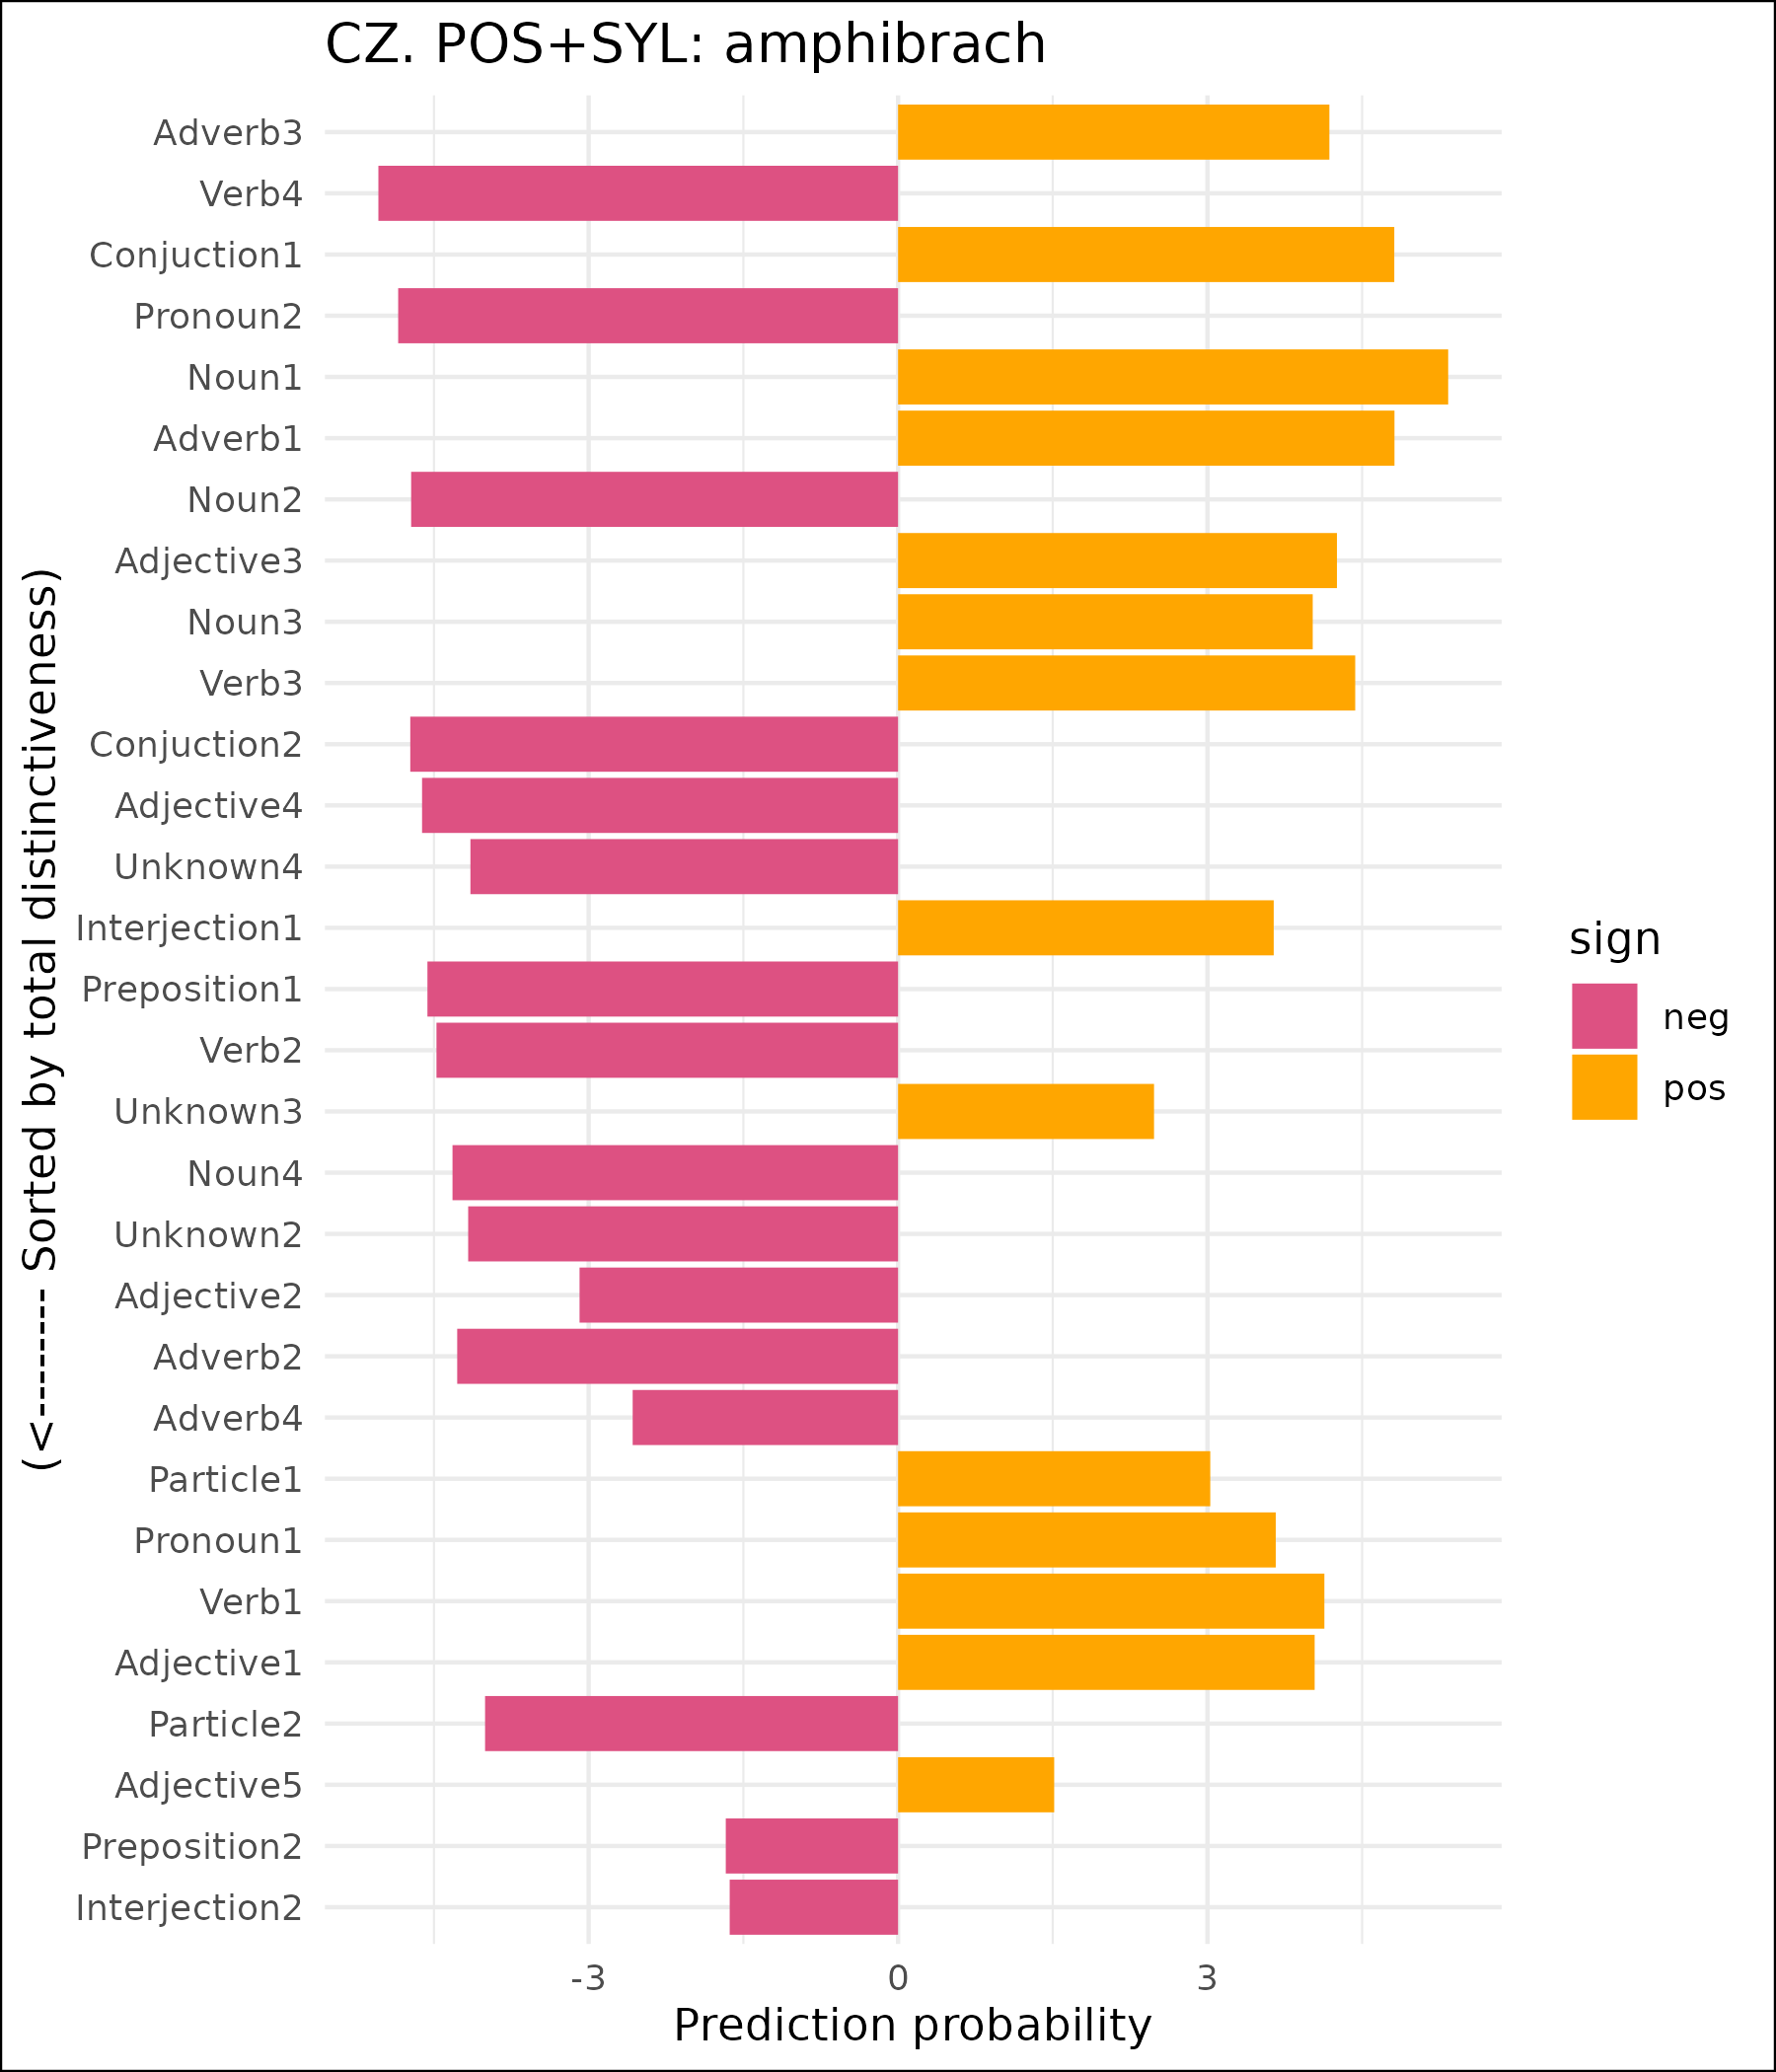 CZ. POS+SYL: amphibrach
(<--------- Sorted by total distinctiveness)
Adverb3
Verb4
Conjuction1
Pronoun2
Noun1
Adverb1
Noun2
Adjective3
Noun3
Verb3
Conjuction2
Adjective4
Unknown4
Interjection1
Preposition1
Verb2
Unknown3
Noun4
Unknown2
Adjective2
Adverb2
Adverb4
Particle1
Pronoun1
Verb1
Adjective1
Particle2
Adjective5
Preposition2
Interjection2
-3 0 3
Prediction probability
sign
neg
pos